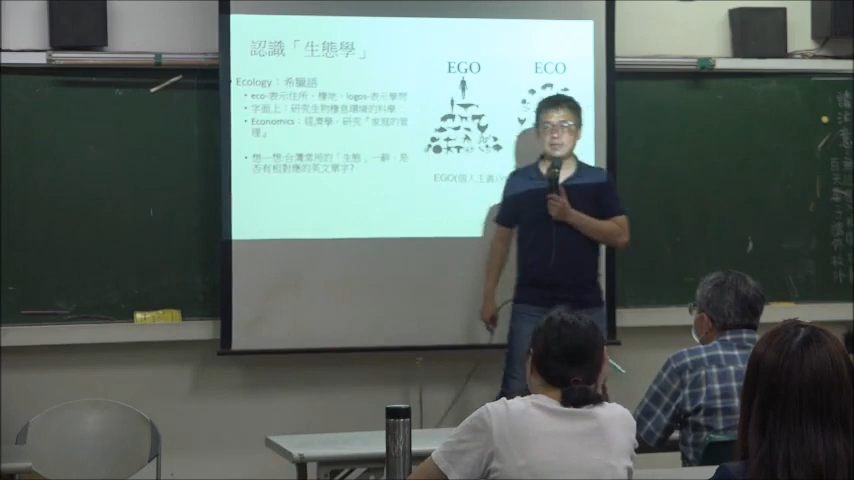 認識「生態學」
Ecology：希臘語
eco-表示住所、棲地、logos-表示學問
字面上：研究生物棲息環境的科學
Economics：經濟學，研究『家庭的管
理』
想一想:台灣常用的「生態」一辭，是
否有相對應的英文單字?
EGO
ECO
EGO(個人主義)